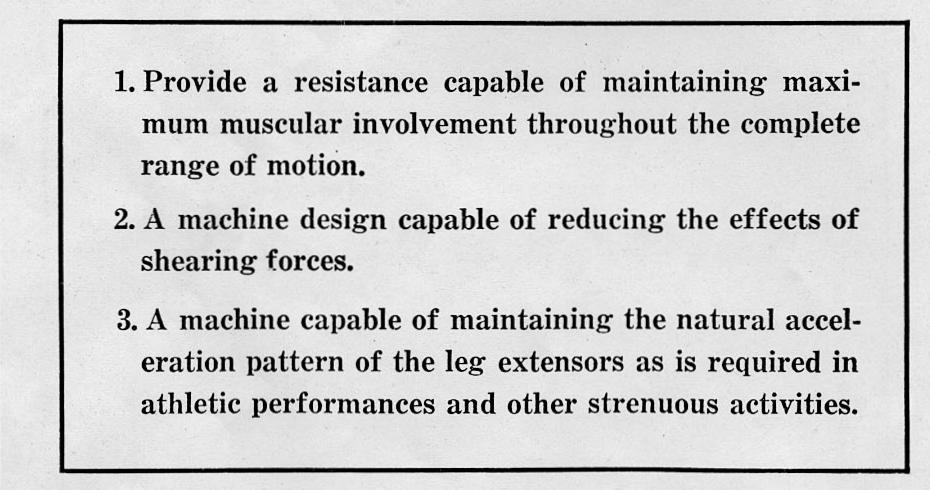 1. Provide a resistance capable of maintaining maxi-
mum muscular involvement throughout the complete
range of motion.
2. A machine design capable of reducing the effects of
shearing forces.
3. A machine capable of maintaining the natural accel-
eration pattern of the leg extensors as is required in
athletic performances and other strenuous activities.